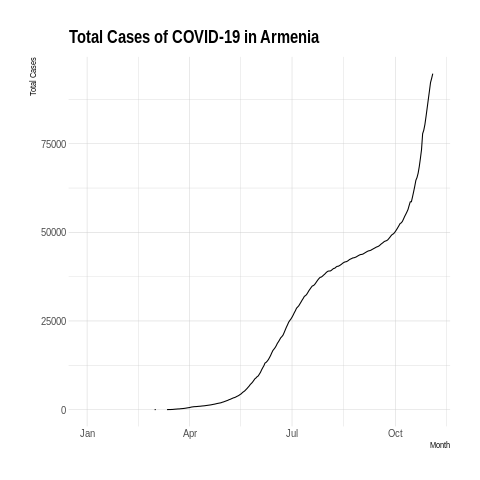 Total Cases of COVID-19 in Armenia
Total Cases
75000
50000
25000
0
Jan Apr Jul Oct
Month